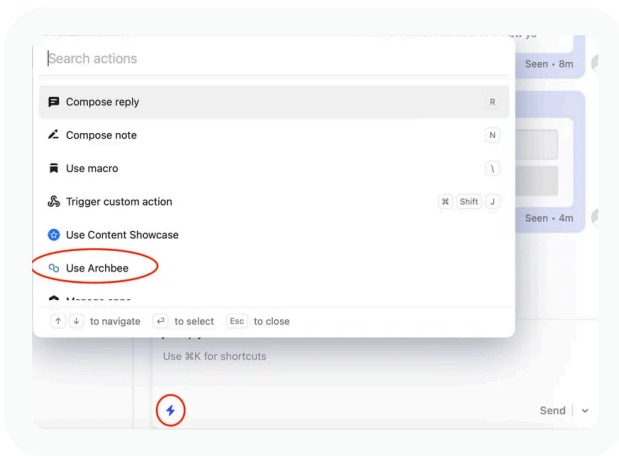 Search actions
Seen • 8m
Compose reply R
Compose note N
Use macro \
Trigger custom action ⌘ Shift J
Seen • 4m
Use Content Showcase
Use Archbee
↑ ↓ to navigate ↵ to select Esc to close
Use ⌘K for shortcuts
Send